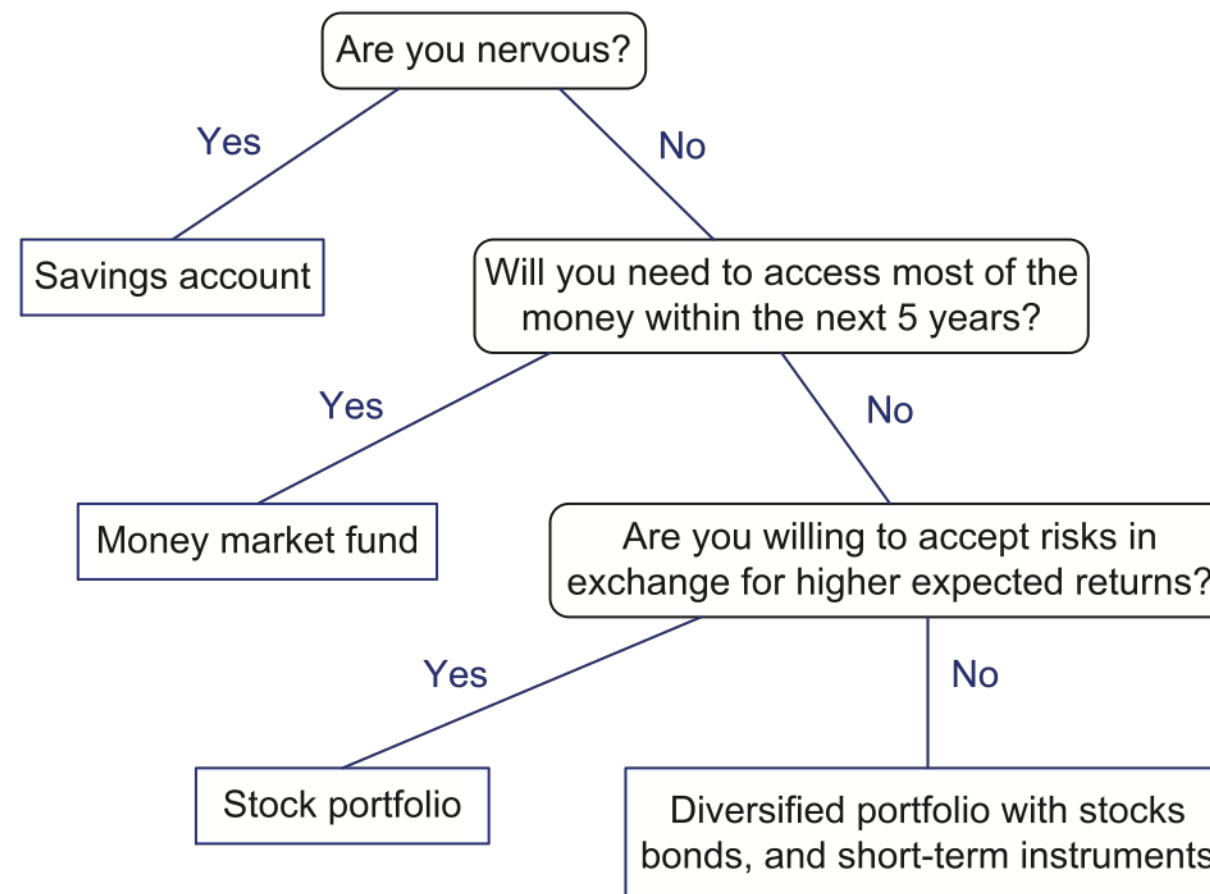 Are you nervous?
Yes
No
Savings account
Will you need to access most of the
money within the next 5 years?
Yes
No
Money market fund
Are you willing to accept risks in
exchange for higher expected returns?
Yes
No
Stock portfolio
Diversified portfolio with stocks
bonds, and short-term instruments